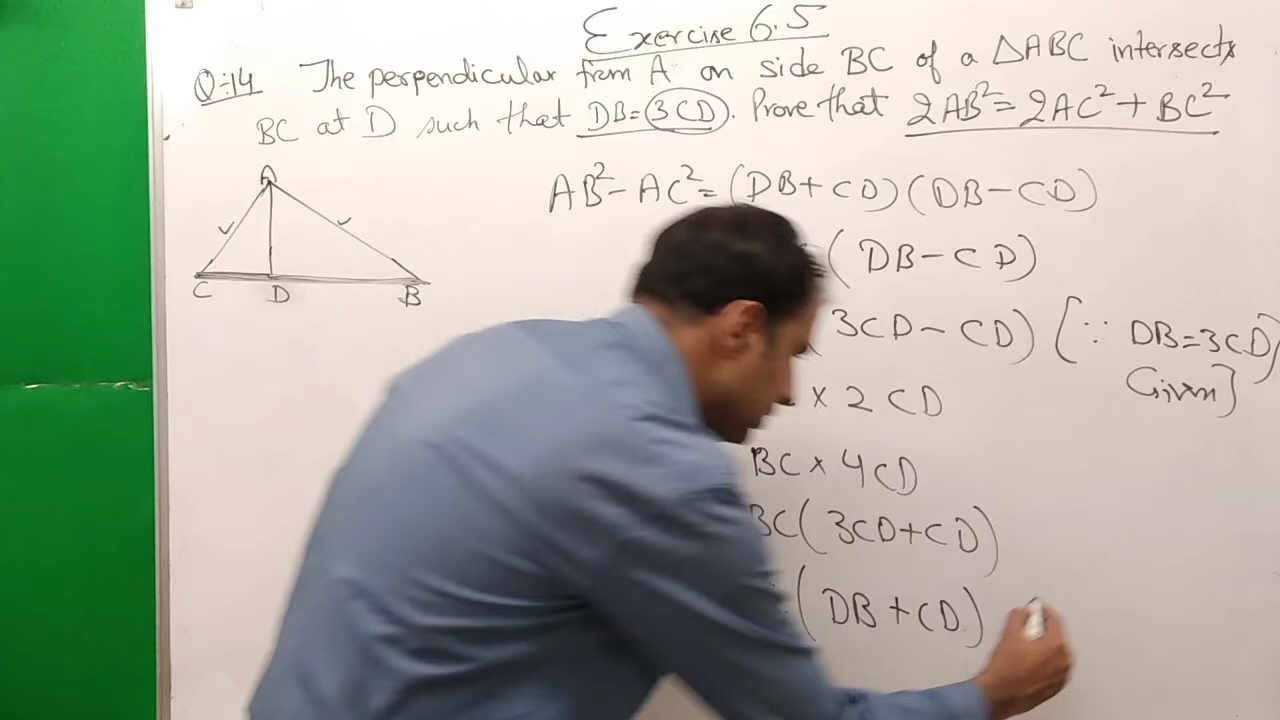 Exercise 6.5
Q:14 The perpendicular from A on side BC of a △ABC intersects
BC at D such that DB=3CD. Prove that 2AB²=2AC²+BC²
A
C D B
AB²-AC²=(DB+CD)(DB-CD)
(DB-CD)
(3CD-CD) [∵ DB=3CD
Given]
x 2CD
BC x 4CD
BC(3CD+CD)
(DB+CD)